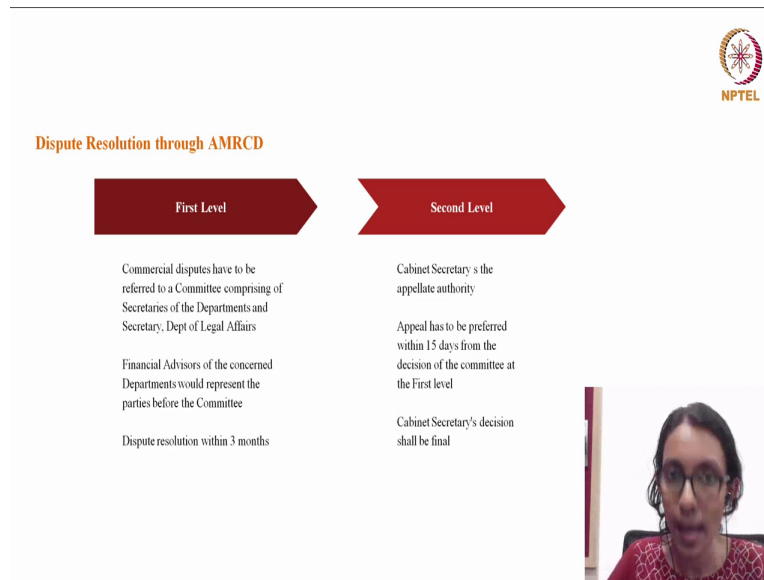 NPTEL
Dispute Resolution through AMRCD
First Level
Commercial disputes have to be
referred to a Committee comprising of
Secretaries of the Departments and
Secretary, Dept of Legal Affairs
Financial Advisors of the concerned
Departments would represent the
parties before the Committee
Dispute resolution within 3 months
Second Level
Cabinet Secretary s the
appellate authority
Appeal has to be preferred
within 15 days from the
decision of the committee at
the First level
Cabinet Secretary's decision
shall be final